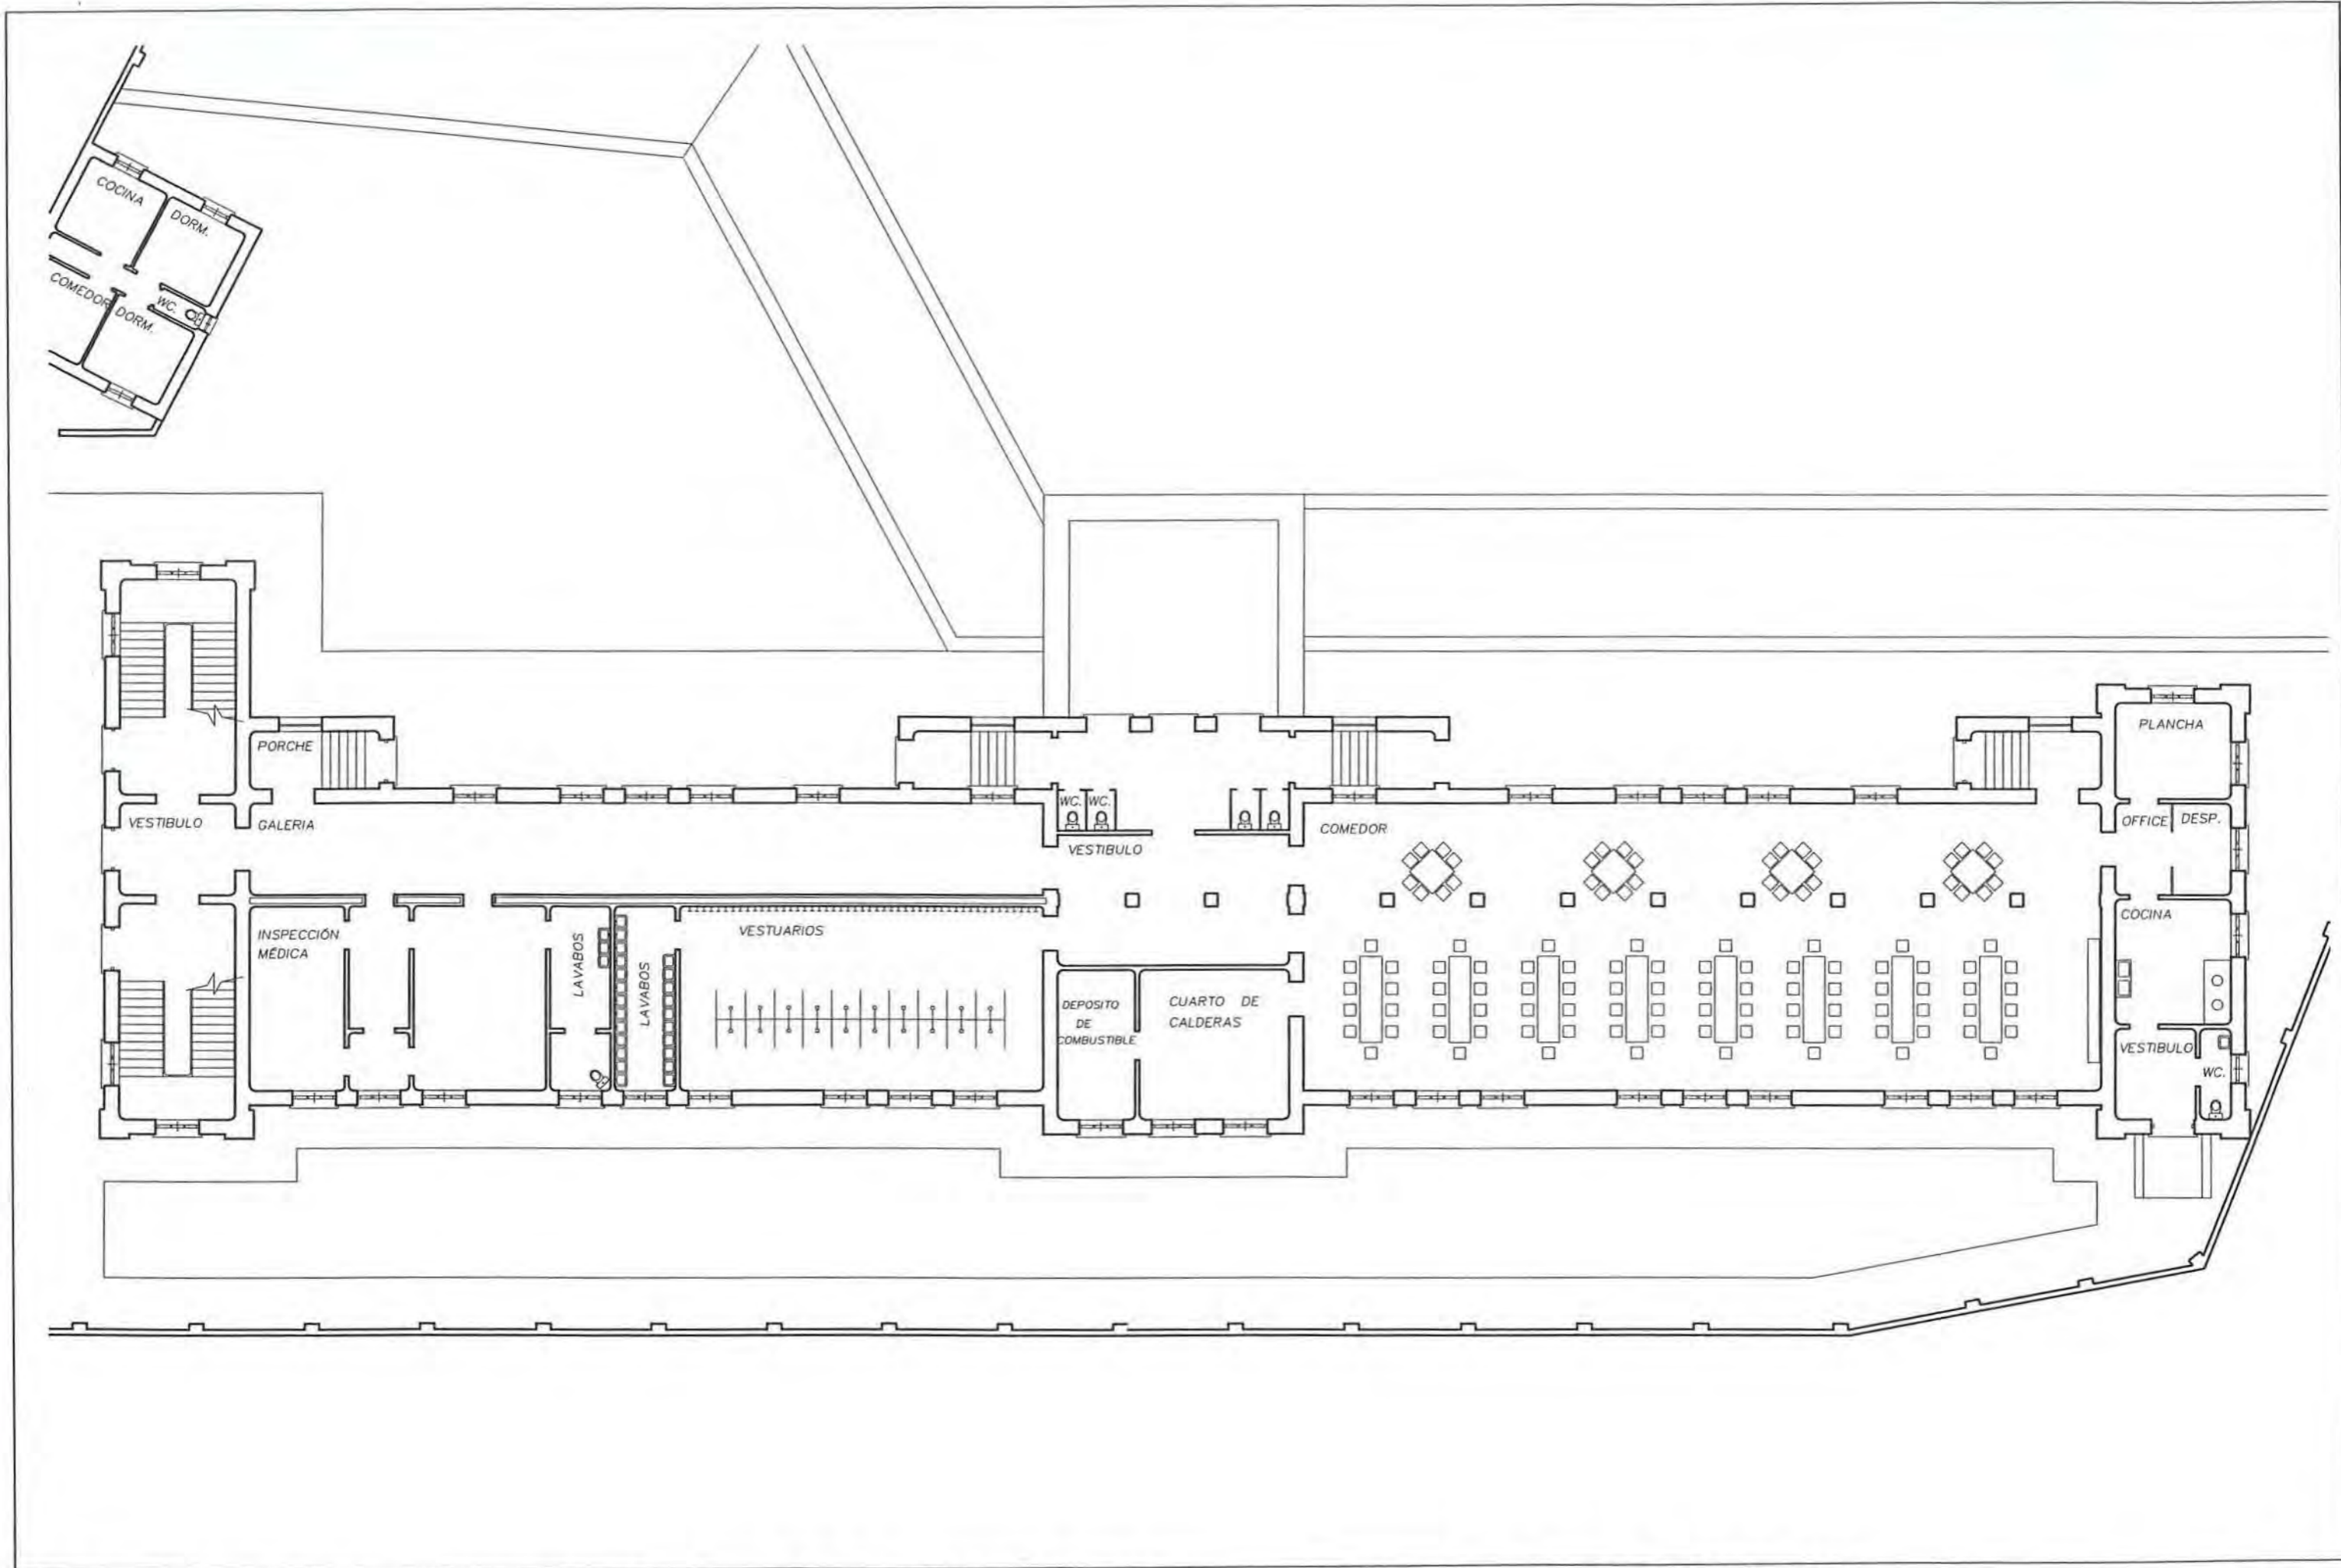 COCINA
DORM.
COMEDOR
WC.
DORM.
PORCHE
PLANCHA
WC.
WC.
VESTIBULO
GALERIA
COMEDOR
OFFICE
DESP.
VESTIBULO
COCINA
INSPECCIÓN
MÉDICA
LAVABOS
LAVABOS
VESTUARIOS
DEPOSITO
DE
COMBUSTIBLE
CUARTO DE
CALDERAS
VESTIBULO
WC.